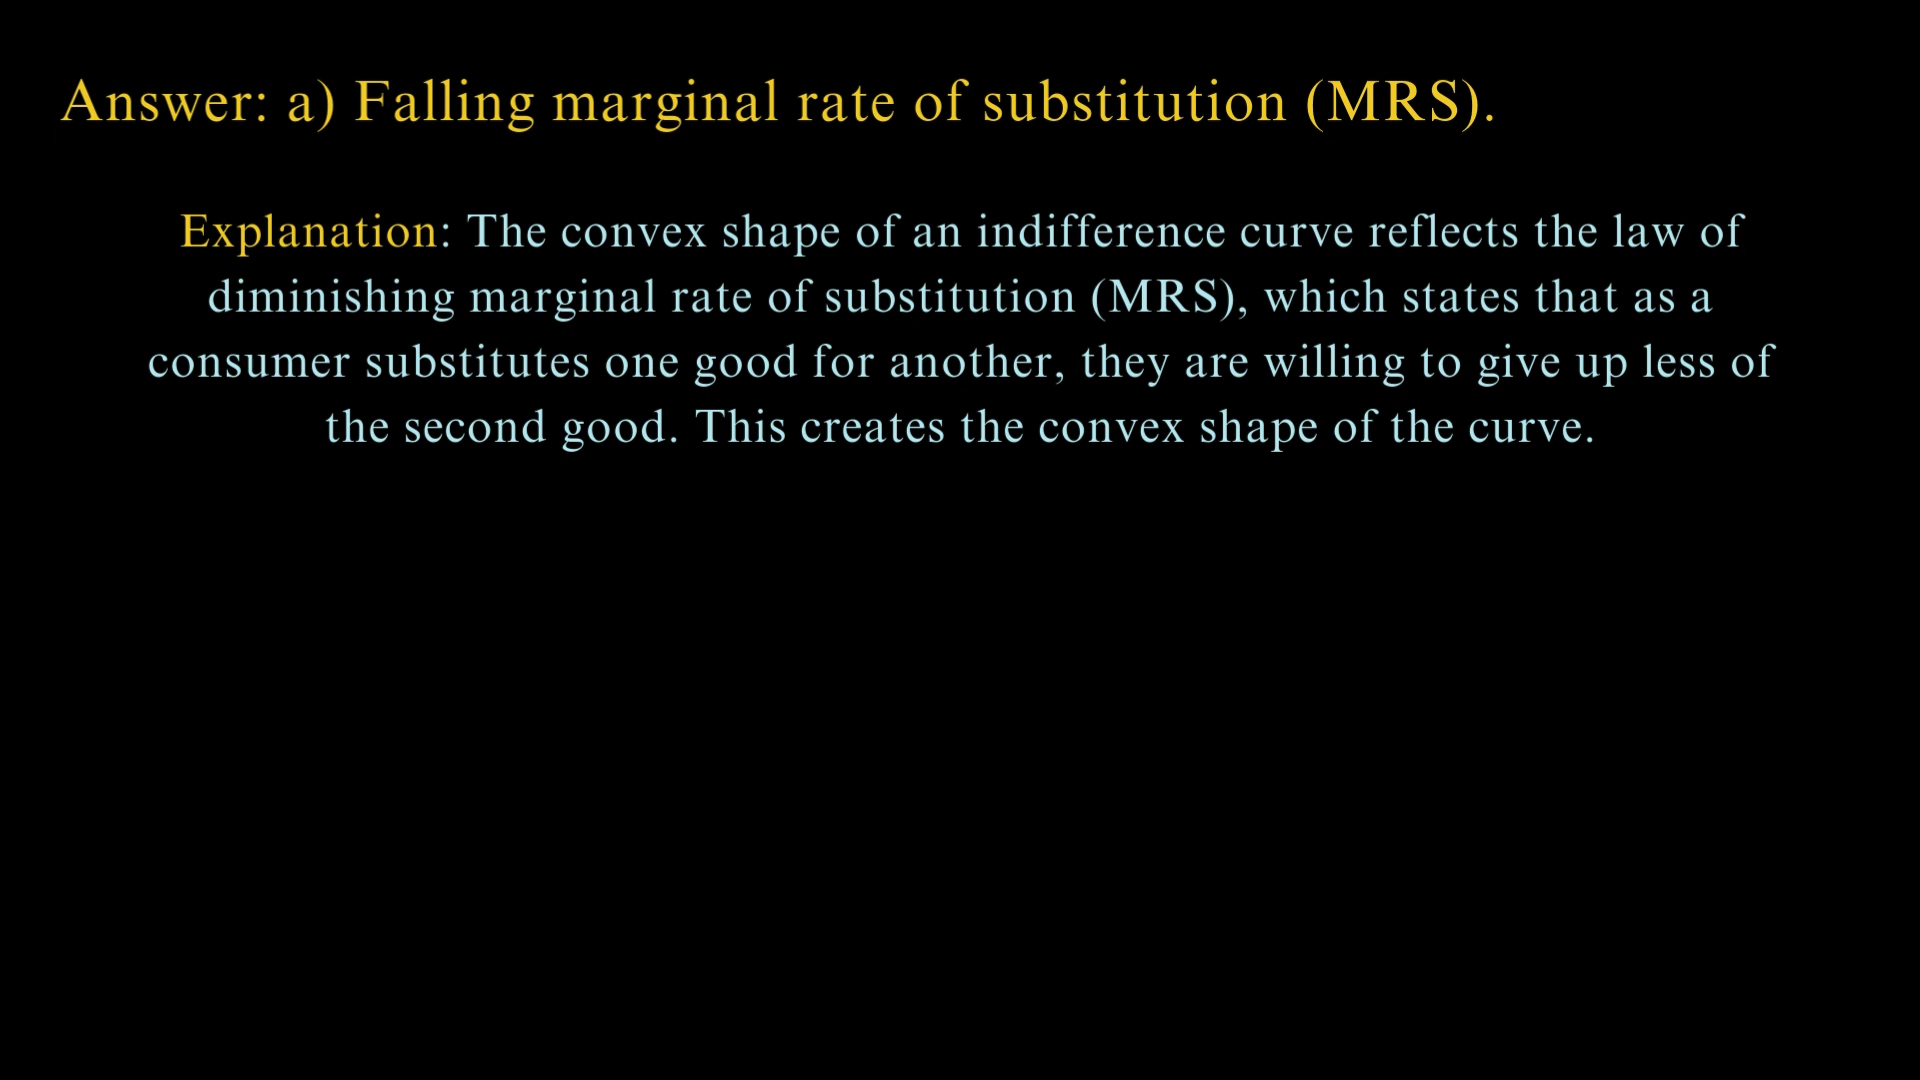 Answer: a) Falling marginal rate of substitution (MRS).
Explanation: The convex shape of an indifference curve reflects the law of
diminishing marginal rate of substitution (MRS), which states that as a
consumer substitutes one good for another, they are willing to give up less of
the second good. This creates the convex shape of the curve.